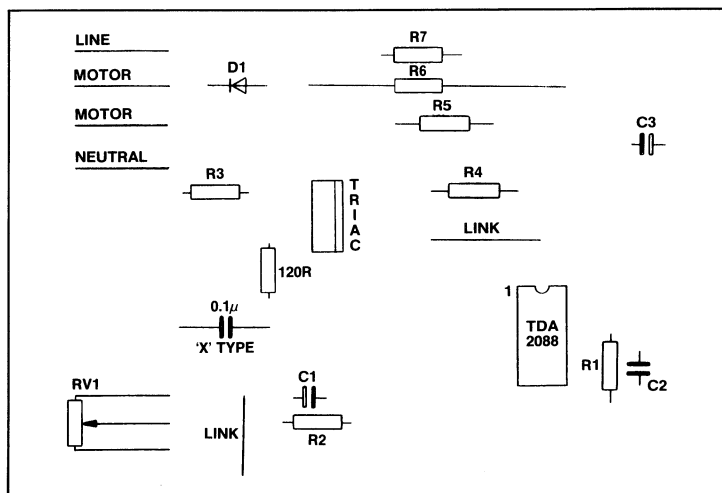 LINE
R7
MOTOR
D1
R6
MOTOR
R5
C3
NEUTRAL
R3
TRIAC
R4
LINK
120R
0.1μ
'X' TYPE
1
TDA
2088
R1
C2
RV1
C1
LINK
R2